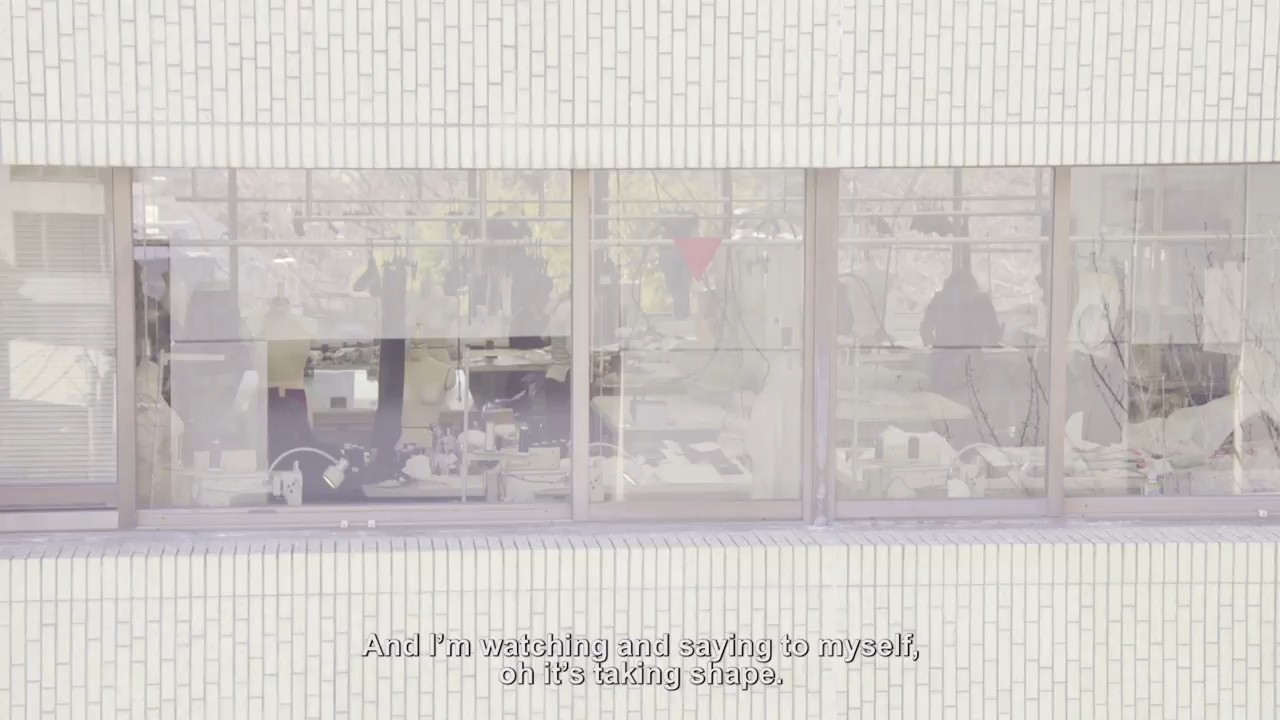 And I'm watching and saying to myself,
oh it's taking shape.